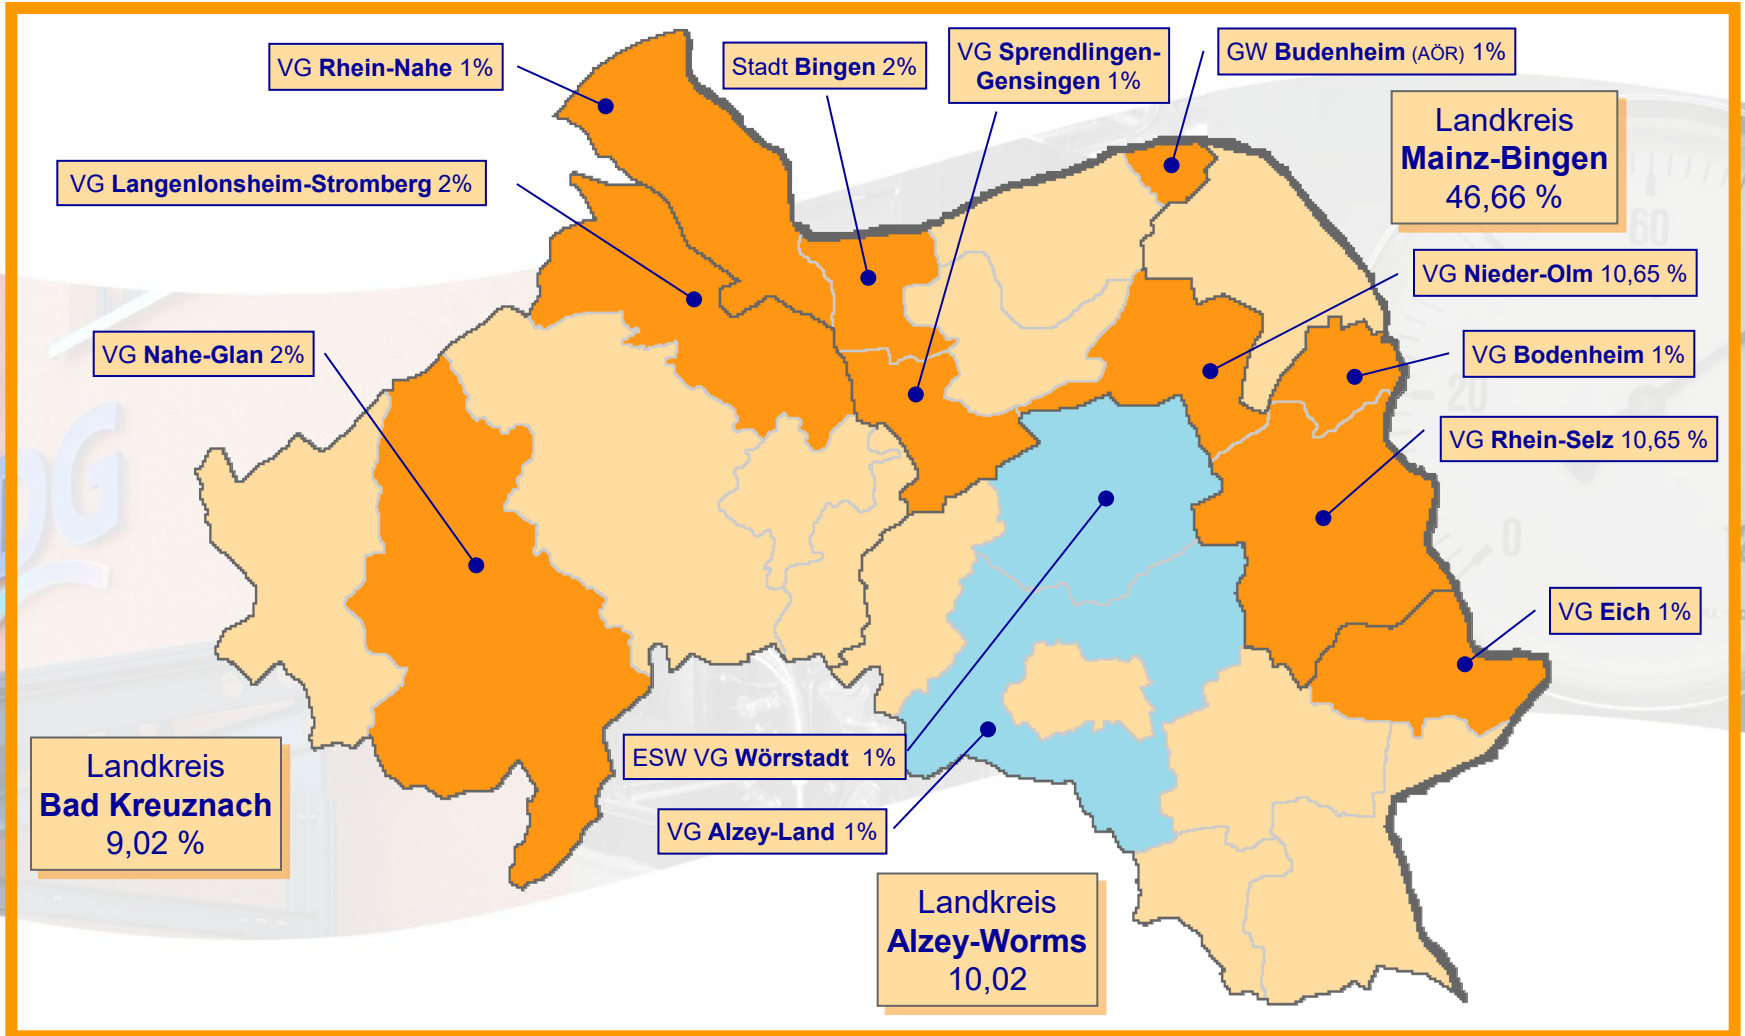 VG Rhein-Nahe 1%
Stadt Bingen 2%
VG Sprendlingen-
Gensingen 1%
GW Budenheim (AÖR) 1%
Landkreis
Mainz-Bingen
46,66 %
VG Langenlonsheim-Stromberg 2%
60
VG Nieder-Olm 10,65 %
VG Nahe-Glan 2%
VG Bodenheim 1%
20
VG Rhein-Selz 10,65 %
0
VG Eich 1%
Landkreis
Bad Kreuznach
9,02 %
ESW VG Wörrstadt 1%
VG Alzey-Land 1%
Landkreis
Alzey-Worms
10,02